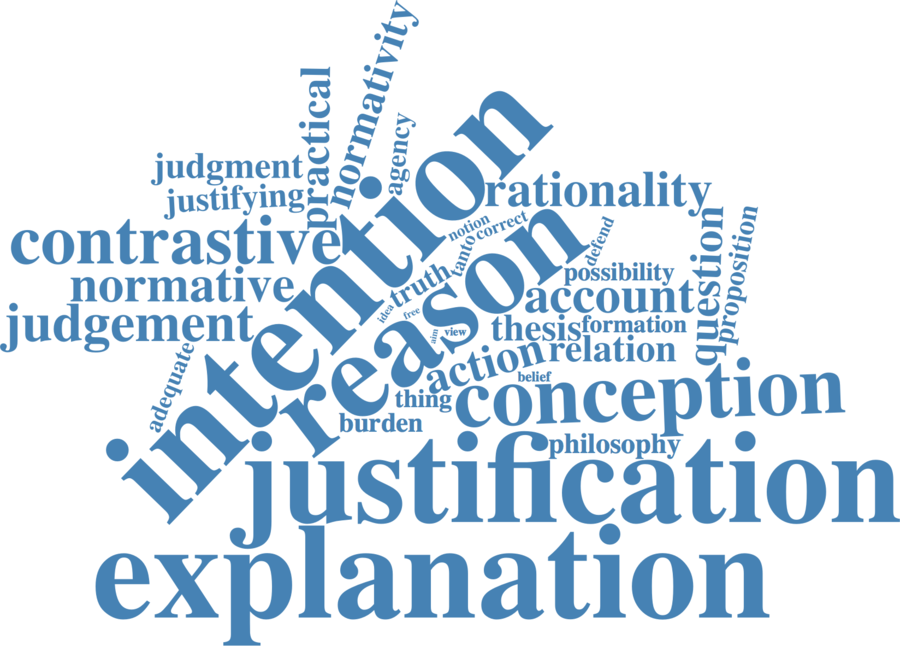 normativity
practical
agency
judgment
justifying
intention
rationality
contrastive
reason
notion
correct
tanto
defend
question
proposition
normative
truth
possibility
idea
free
account
judgement
aim
view
thesis
formation
action
relation
adequate
belief
thing
conception
burden
philosophy
justification
explanation